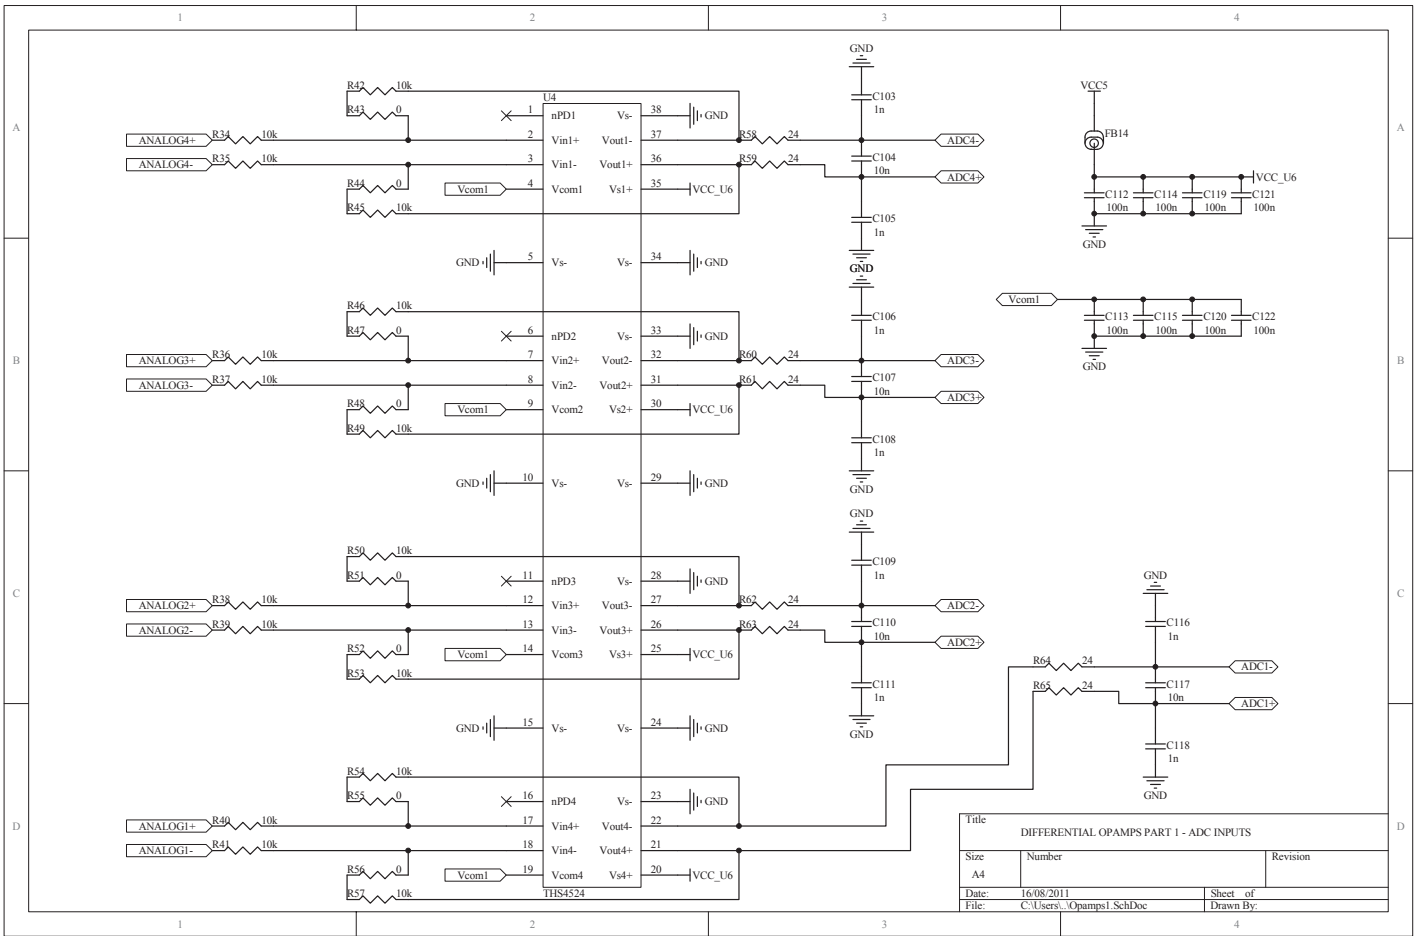 1 2 3 4
A A
B B
C C
D D
R42 10k
R43 0
ANALOG4+ R34 10k
ANALOG4- R35 10k
R44 0
R45 10k
Vcom1
U4
1 nPD1 Vs- 38 GND
2 Vin1+ Vout1- 37
3 Vin1- Vout1+ 36
4 Vcom1 Vs1+ 35 VCC_U6
R58 24
R59 24
GND
C103
1n
ADC4-
C104
10n
ADC4+
C105
1n
GND
GND 5 Vs- Vs- 34 GND
R46 10k
R47 0
ANALOG3+ R36 10k
ANALOG3- R37 10k
R48 0
R49 10k
Vcom1
6 nPD2 Vs- 33 GND
7 Vin2+ Vout2- 32
8 Vin2- Vout2+ 31
9 Vcom2 Vs2+ 30 VCC_U6
R60 24
R61 24
GND
C106
1n
ADC3-
C107
10n
ADC3+
C108
1n
GND
GND 10 Vs- Vs- 29 GND
R50 10k
R51 0
ANALOG2+ R38 10k
ANALOG2- R39 10k
R52 0
R53 10k
Vcom1
11 nPD3 Vs- 28 GND
12 Vin3+ Vout3- 27
13 Vin3- Vout3+ 26
14 Vcom3 Vs3+ 25 VCC_U6
R62 24
R63 24
GND
C109
1n
ADC2-
C110
10n
ADC2+
C111
1n
GND
GND 15 Vs- Vs- 24 GND
R54 10k
R55 0
ANALOG1+ R40 10k
ANALOG1- R41 10k
R56 0
R57 10k
Vcom1
16 nPD4 Vs- 23 GND
17 Vin4+ Vout4- 22
18 Vin4- Vout4+ 21
19 Vcom4 Vs4+ 20 VCC_U6
THS4524
VCC5
FB14
VCC_U6
C112 C114 C119 C121
100n 100n 100n 100n
GND
Vcom1
C113 C115 C120 C122
100n 100n 100n 100n
GND
GND
C116
1n
R64 24
ADC1-
R65 24
C117
10n
ADC1+
C118
1n
GND
Title
DIFFERENTIAL OPAMPS PART 1 - ADC INPUTS
Size Number Revision
A4
Date: 16/08/2011 Sheet of
File: C:\Users\..\Opamps1.SchDoc Drawn By:
1 2 3 4